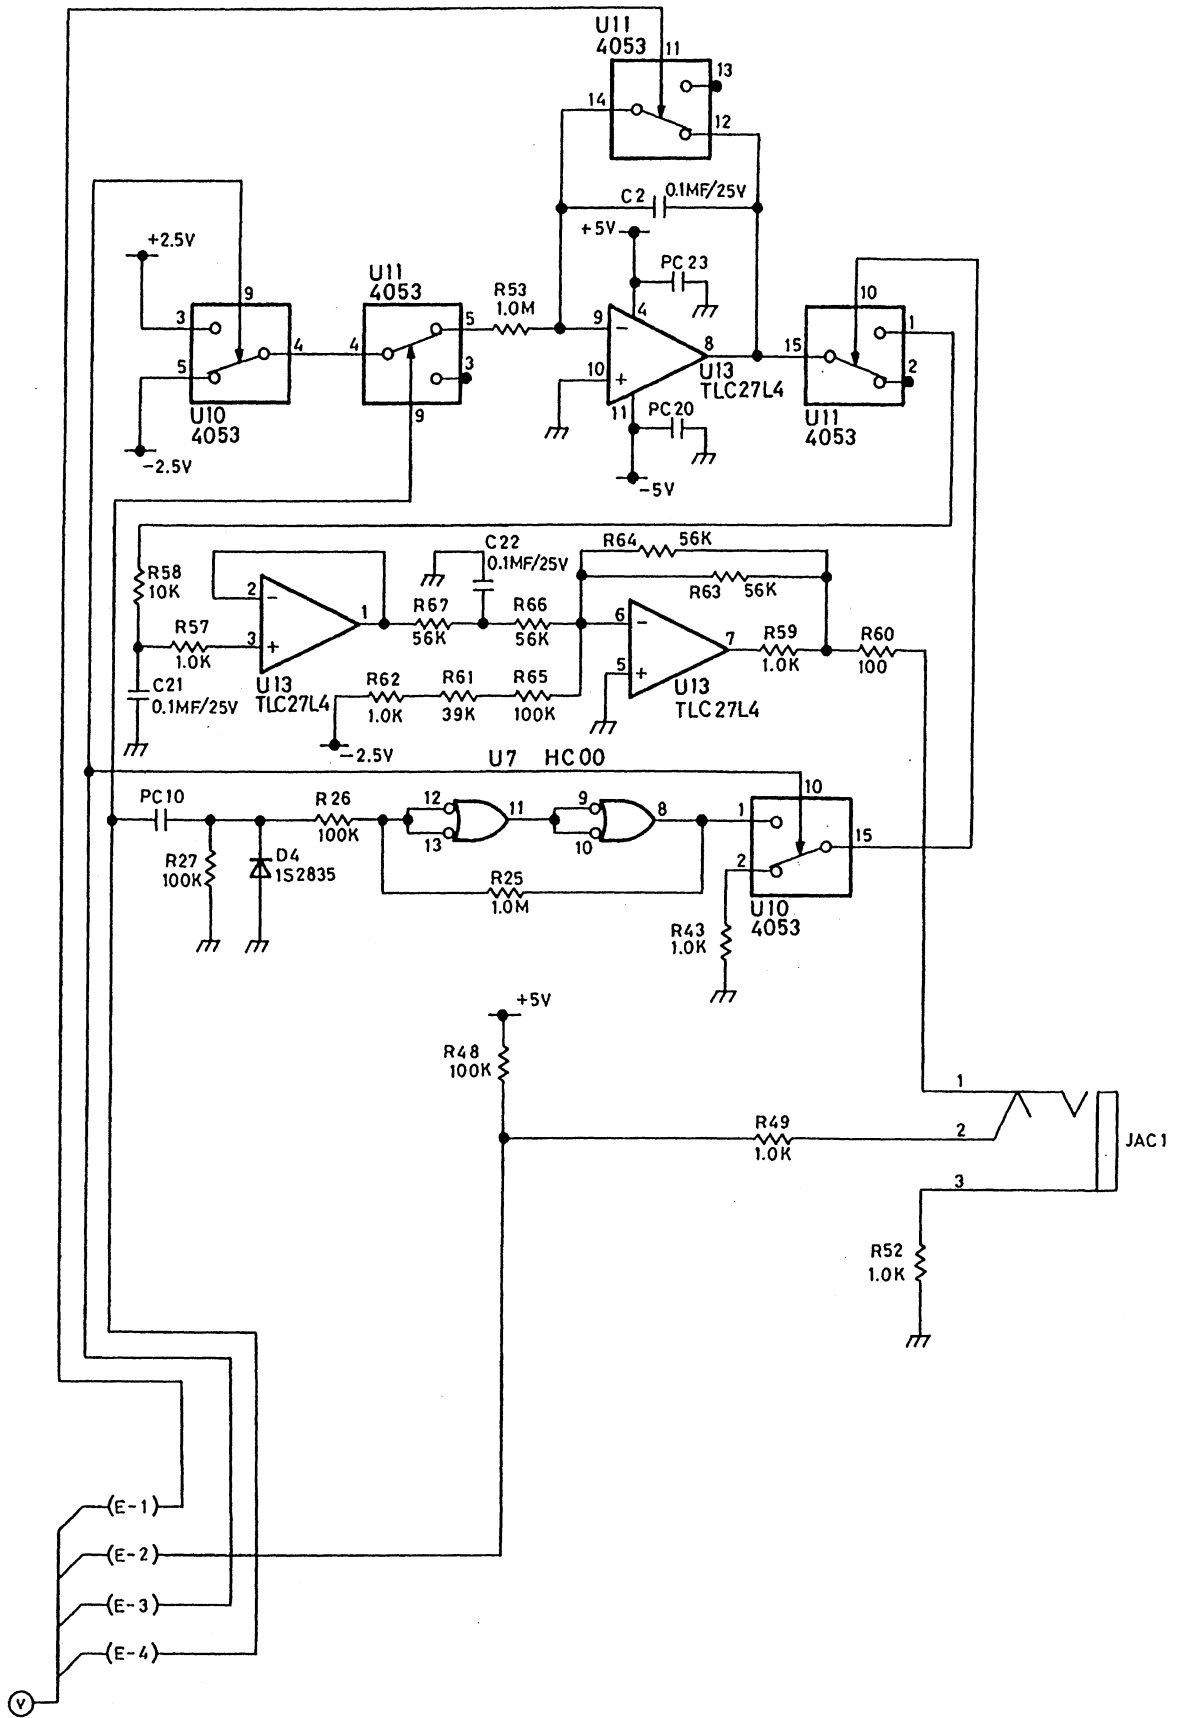 U11
4053
11
13
14
12
C2
0.1MF/25V
+5V
+2.5V
PC23
U11
4053
9
R53
1.0M
10
3
5
4
9
1
4
4
8
15
5
3
2
10
U13
TLC27L4
U10
4053
9
11
PC20
U11
4053
-2.5V
-5V
R64
56K
C22
0.1MF/25V
R58
10K
R63
56K
2
1
R67
56K
R66
56K
6
7
R59
1.0K
R60
100
R57
1.0K
3
5
C21
0.1MF/25V
U13
TLC27L4
R62
1.0K
R61
39K
R65
100K
U13
TLC27L4
-2.5V
U7 HC00
PC10
R26
100K
12
11
9
8
10
1
13
10
15
R27
100K
D4
1S2835
2
R25
1.0M
U10
4053
R43
1.0K
+5V
R48
100K
1
R49
1.0K
2
JAC1
3
R52
1.0K
(E-1)
(E-2)
(E-3)
(E-4)
V